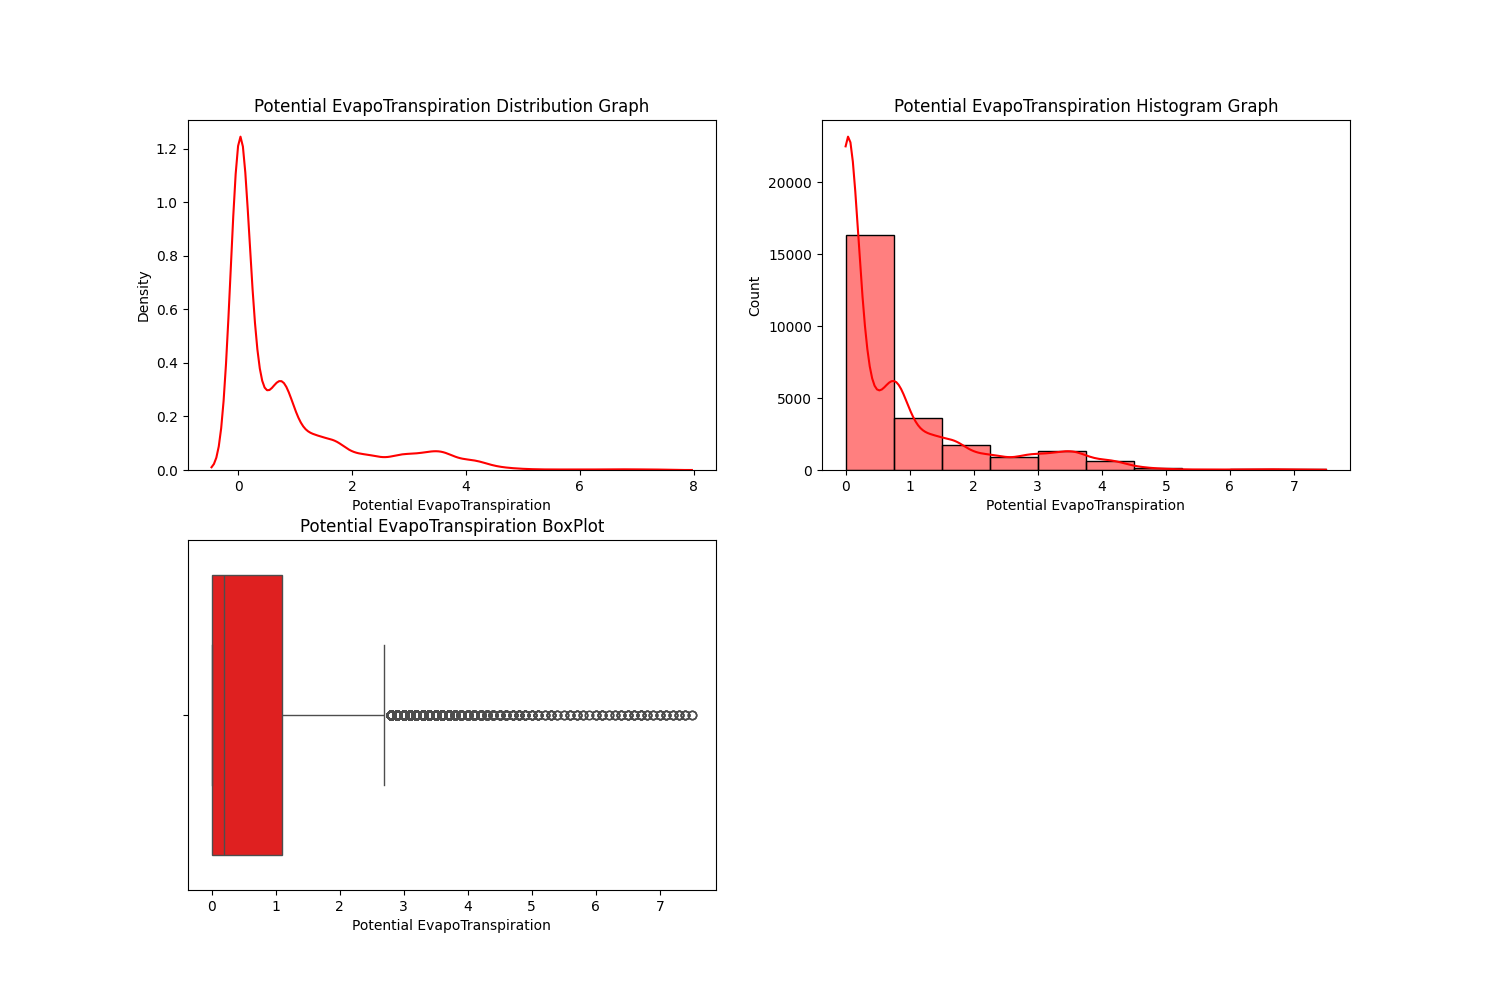 Potential EvapoTranspiration Distribution Graph
1.2
1.0
0.8
0.6
0.4
0.2
0.0
Density
0 2 4 6 8
Potential EvapoTranspiration
Potential EvapoTranspiration Histogram Graph
20000
15000
10000
5000
0
Count
0 1 2 3 4 5 6 7
Potential EvapoTranspiration
Potential EvapoTranspiration BoxPlot
0 1 2 3 4 5 6 7
Potential EvapoTranspiration